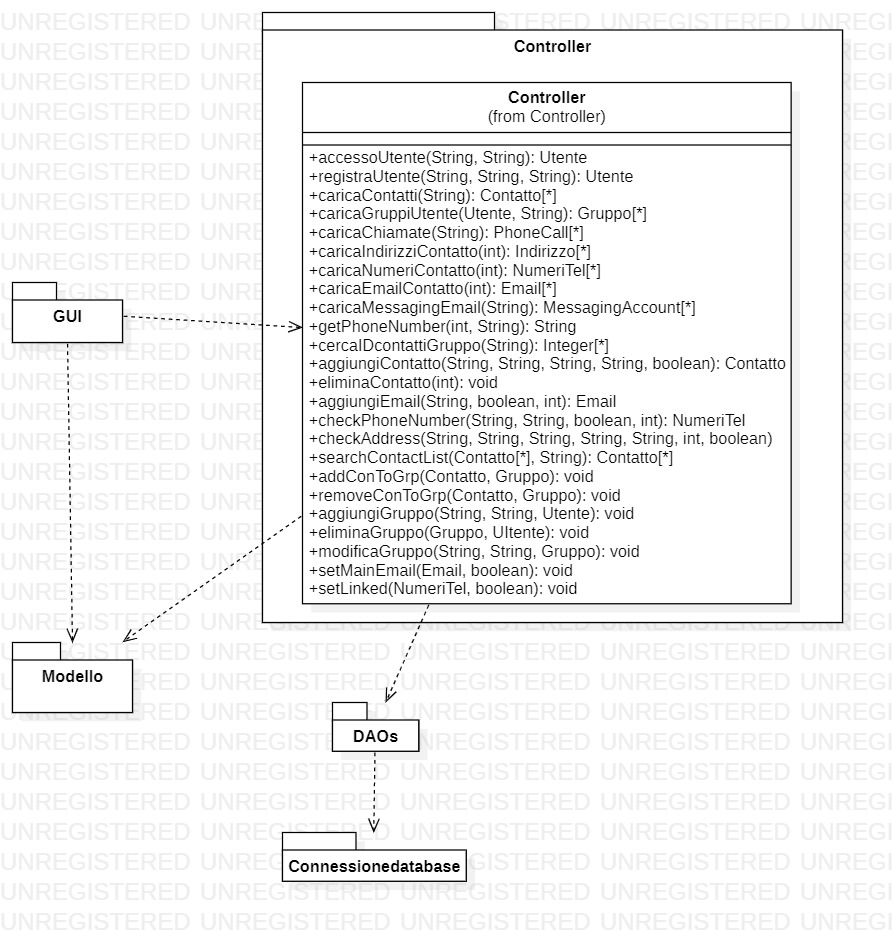 Controller
Controller
(from Controller)
+accessoUtente(String, String): Utente
+registraUtente(String, String, String): Utente
+caricaContatti(String): Contatto[*]
+caricaGruppiUtente(Utente, String): Gruppo[*]
+caricaChiamate(String): PhoneCall[*]
+caricaIndirizziContatto(int): Indirizzo[*]
+caricaNumeriContatto(int): NumeriTel[*]
+caricaEmailContatto(int): Email[*]
+caricaMessagingEmail(String): MessagingAccount[*]
+getPhoneNumber(int, String): String
+cercaIDcontattiGruppo(String): Integer[*]
+aggiungiContatto(String, String, String, String, boolean): Contatto
+eliminaContatto(int): void
+aggiungiEmail(String, boolean, int): Email
+checkPhoneNumber(String, String, boolean, int): NumeriTel
+checkAddress(String, String, String, String, String, int, boolean)
+searchContactList(Contatto[*], String): Contatto[*]
+addConToGrp(Contatto, Gruppo): void
+removeConToGrp(Contatto, Gruppo): void
+aggiungiGruppo(String, String, Utente): void
+eliminaGruppo(Gruppo, UItente): void
+modificaGruppo(String, String, Gruppo): void
+setMainEmail(Email, boolean): void
+setLinked(NumeriTel, boolean): void
GUI
Modello
DAOs
Connessionedatabase
UNREGISTERED